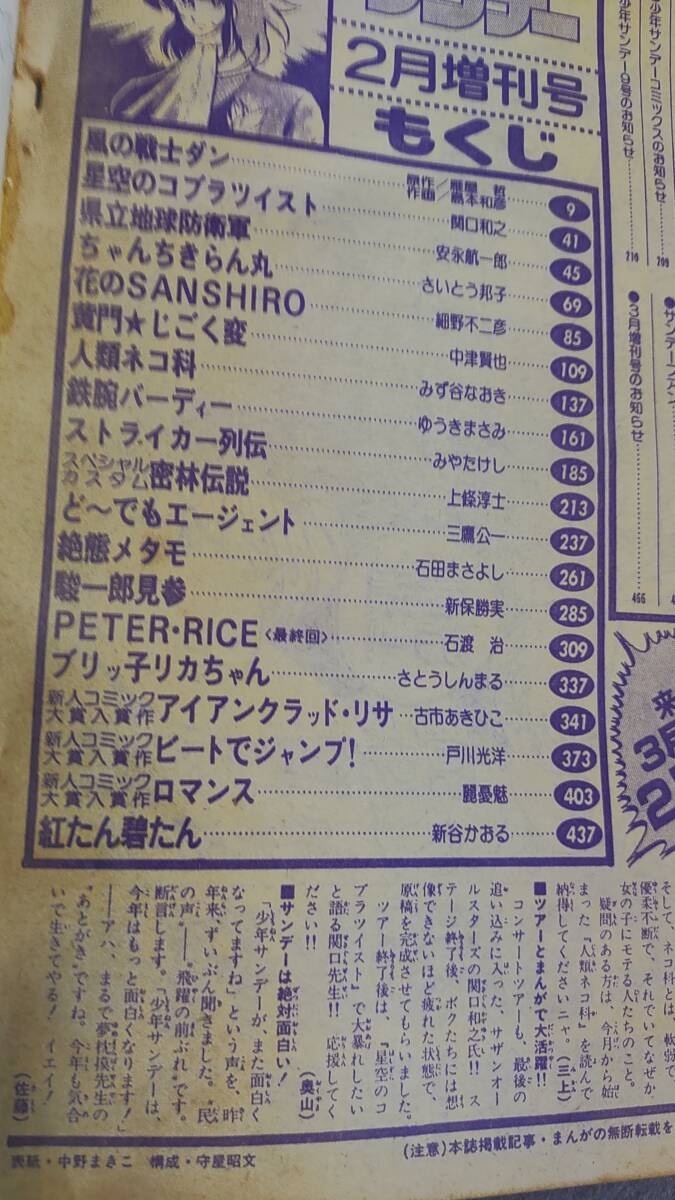 サンデー
2月増刊号
もくじ
風の戦士ダン 原作/雁屋 哲 作画/島本和彦 9
星空のコブラツイスト 関口和之 41
県立地球防衛軍 安永航一郎 45
ちゃんちきらん丸 さいとう邦子 69
花のSANSHIRO 細野不二彦 85
黄門★じごく変 中津賢也 109
人類ネコ科 みず谷なおき 137
鉄腕バーディー ゆうきまさみ 161
ストライカー列伝 みやたけし 185
スペシャルカスタム密林伝説 上條淳士 213
ど〜でもエージェント 三鷹公一 237
絶態メタモ 石田まさよし 261
駿一郎見参 新保勝実 285
PETER・RICE〈最終回〉 石渡 治 309
ブリッ子リカちゃん さとうしんまる 337
新人コミック大賞入賞作 アイアンクラッド・リサ 古市あきひこ 341
新人コミック大賞入賞作 ビートでジャンプ! 戸川光洋 373
新人コミック大賞入賞作 ロマンス 麗憂魅 403
紅たん碧たん 新谷かおる 437
少年サンデーコミックスのお知らせ 299
少年サンデー9号のお知らせ 216
●3月増刊号のお知らせ 466
そして、ネコ科とは、軟弱で
優柔不断で、それでいてなぜか
女の子にモテる人たちのこと。
疑問のある方は、今月から始
まった『人類ネコ科』を読んで
納得してくださいニャ。(三上)
■ツアーとまんがで大活躍!!
コンサートツアーも、最後の
追い込みに入った、サザンオー
ルスターズの関口和之氏!! ス
テージ終了後、ボクたちには想
像できないほど疲れた状態で、
原稿を完成させてもらいました。
ツアー終了後は、『星空のコ
ブラツイスト』で大暴れしたい
と語る関口先生!! 応援してく
ださい!! (奥山)
■サンデーは絶対面白い!
「少年サンデーが、また面白く
なってますね」という声を、昨
年来、ずいぶん聞きました。〝民
の声〟――〝飛躍の前ぶれ〟です。
断言します。「少年サンデーは、
今年はもっと面白くなります!」
――アハ、まるで夢枕獏先生の
〝あとがき〟ですね。今年も気合
いで生きてやる! イエイ!
(佐藤)
表紙・中野まきこ 構成・守屋昭文
(注意)本誌掲載記事・まんがの無断転載を